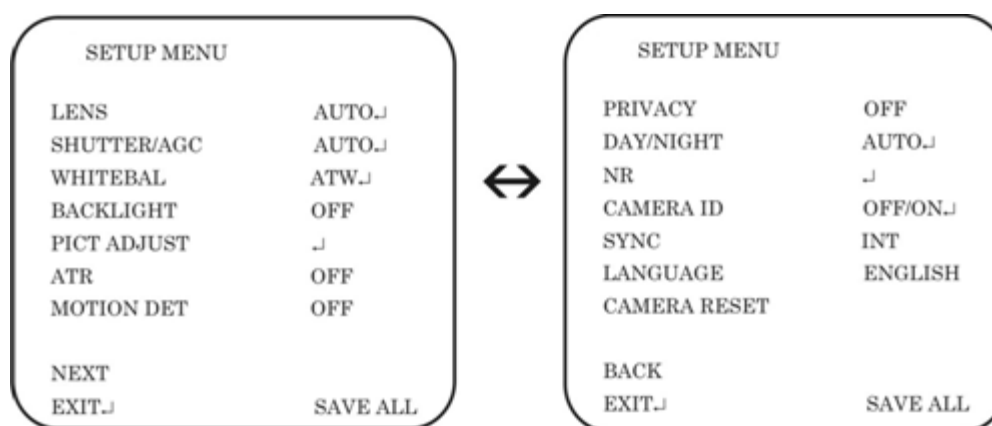 SETUP MENU
LENS AUTO↵
SHUTTER/AGC AUTO↵
WHITEBAL ATW↵
BACKLIGHT OFF
PICT ADJUST ↵
ATR OFF
MOTION DET OFF
NEXT
EXIT↵ SAVE ALL
SETUP MENU
PRIVACY OFF
DAY/NIGHT AUTO↵
NR ↵
CAMERA ID OFF/ON↵
SYNC INT
LANGUAGE ENGLISH
CAMERA RESET
BACK
EXIT↵ SAVE ALL